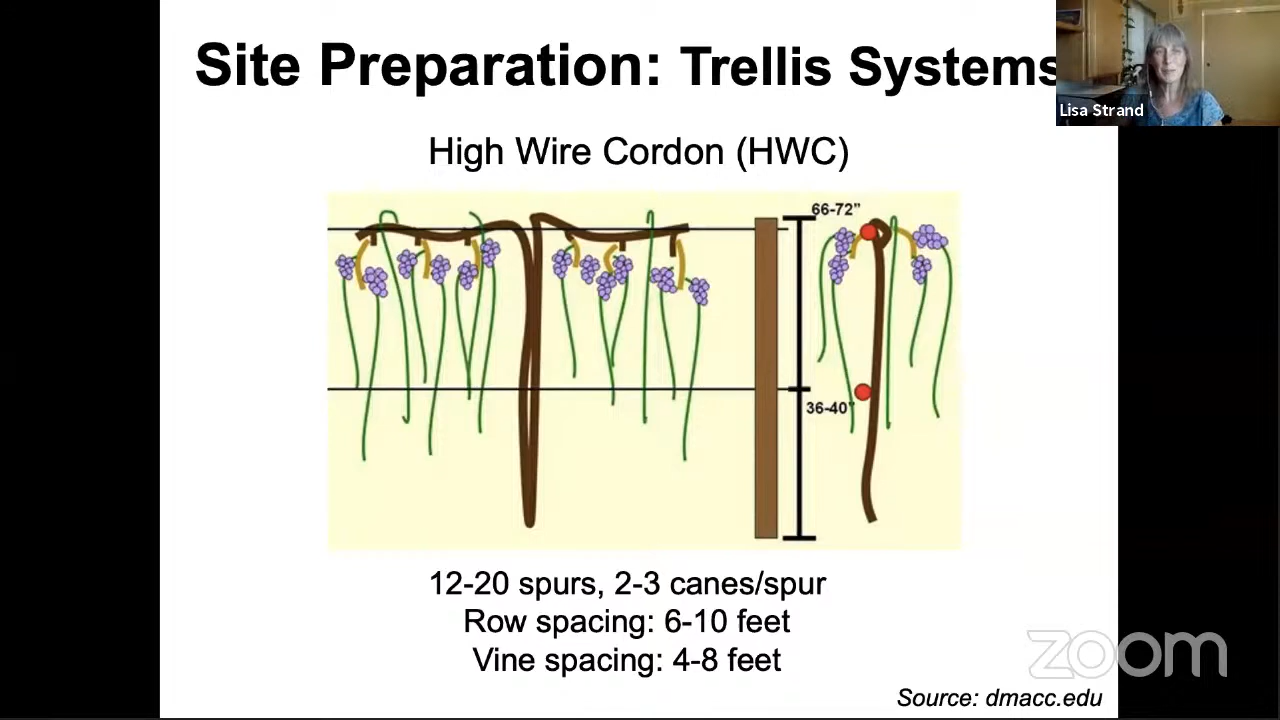 Site Preparation: Trellis Systems
Lisa Strand
High Wire Cordon (HWC)
66-72”
36-40”
12-20 spurs, 2-3 canes/spur
Row spacing: 6-10 feet
Vine spacing: 4-8 feet
zoom
Source: dmacc.edu